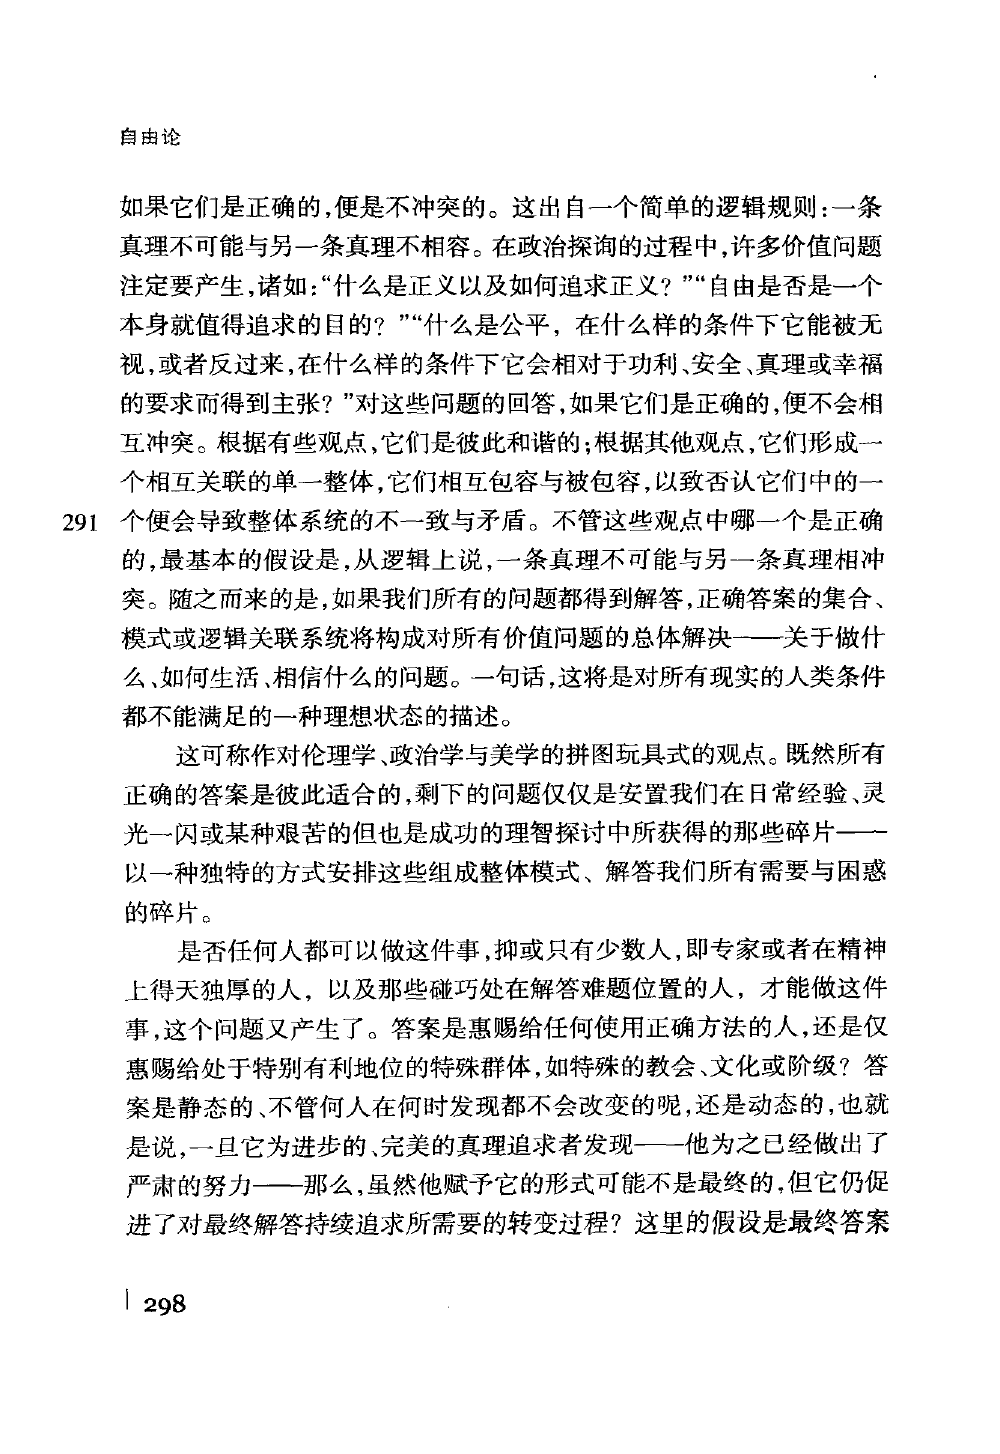 自由论
如果它们是正确的,便是不冲突的。这出自一个简单的逻辑规则:一条
真理不可能与另一条真理不相容。在政治探询的过程中,许多价值问题
注定要产生,诸如:“什么是正义以及如何追求正义?”“自由是否是一个
本身就值得追求的目的?”“什么是公平，在什么样的条件下它能被无
视,或者反过来,在什么样的条件下它会相对于功利、安全、真理或幸福
的要求而得到主张?”对这些问题的回答,如果它们是正确的,便不会相
互冲突。根据有些观点,它们是彼此和谐的;根据其他观点,它们形成一
个相互关联的单一整体,它们相互包容与被包容,以致否认它们中的一
291 个便会导致整体系统的不一致与矛盾。不管这些观点中哪一个是正确
的,最基本的假设是,从逻辑上说,一条真理不可能与另一条真理相冲
突。随之而来的是,如果我们所有的问题都得到解答,正确答案的集合、
模式或逻辑关联系统将构成对所有价值问题的总体解决——关于做什
么、如何生活、相信什么的问题。一句话,这将是对所有现实的人类条件
都不能满足的一种理想状态的描述。
这可称作对伦理学、政治学与美学的拼图玩具式的观点。既然所有
正确的答案是彼此适合的,剩下的问题仅仅是安置我们在日常经验、灵
光一闪或某种艰苦的但也是成功的理智探讨中所获得的那些碎片——
以一种独特的方式安排这些组成整体模式、解答我们所有需要与困惑
的碎片。
是否任何人都可以做这件事,抑或只有少数人,即专家或者在精神
上得天独厚的人，以及那些碰巧处在解答难题位置的人，才能做这件
事,这个问题又产生了。答案是惠赐给任何使用正确方法的人,还是仅
惠赐给处于特别有利地位的特殊群体,如特殊的教会、文化或阶级?答
案是静态的、不管何人在何时发现都不会改变的呢,还是动态的,也就
是说,一旦它为进步的、完美的真理追求者发现——他为之已经做出了
严肃的努力——那么,虽然他赋予它的形式可能不是最终的,但它仍促
进了对最终解答持续追求所需要的转变过程?这里的假设是最终答案
298